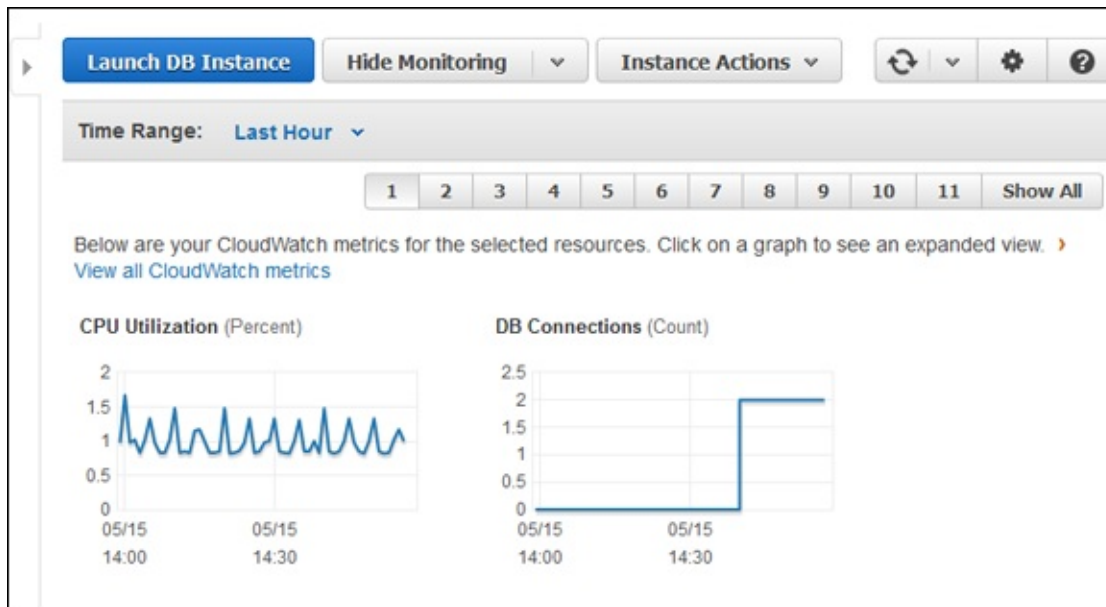 Launch DB Instance Hide Monitoring Instance Actions
Time Range: Last Hour
1 2 3 4 5 6 7 8 9 10 11 Show All
Below are your CloudWatch metrics for the selected resources. Click on a graph to see an expanded view.
View all CloudWatch metrics
CPU Utilization (Percent) DB Connections (Count)
2
1.5
1
0.5
0
05/15 05/15
14:00 14:30
2.5
2
1.5
1
0.5
0
05/15 05/15
14:00 14:30